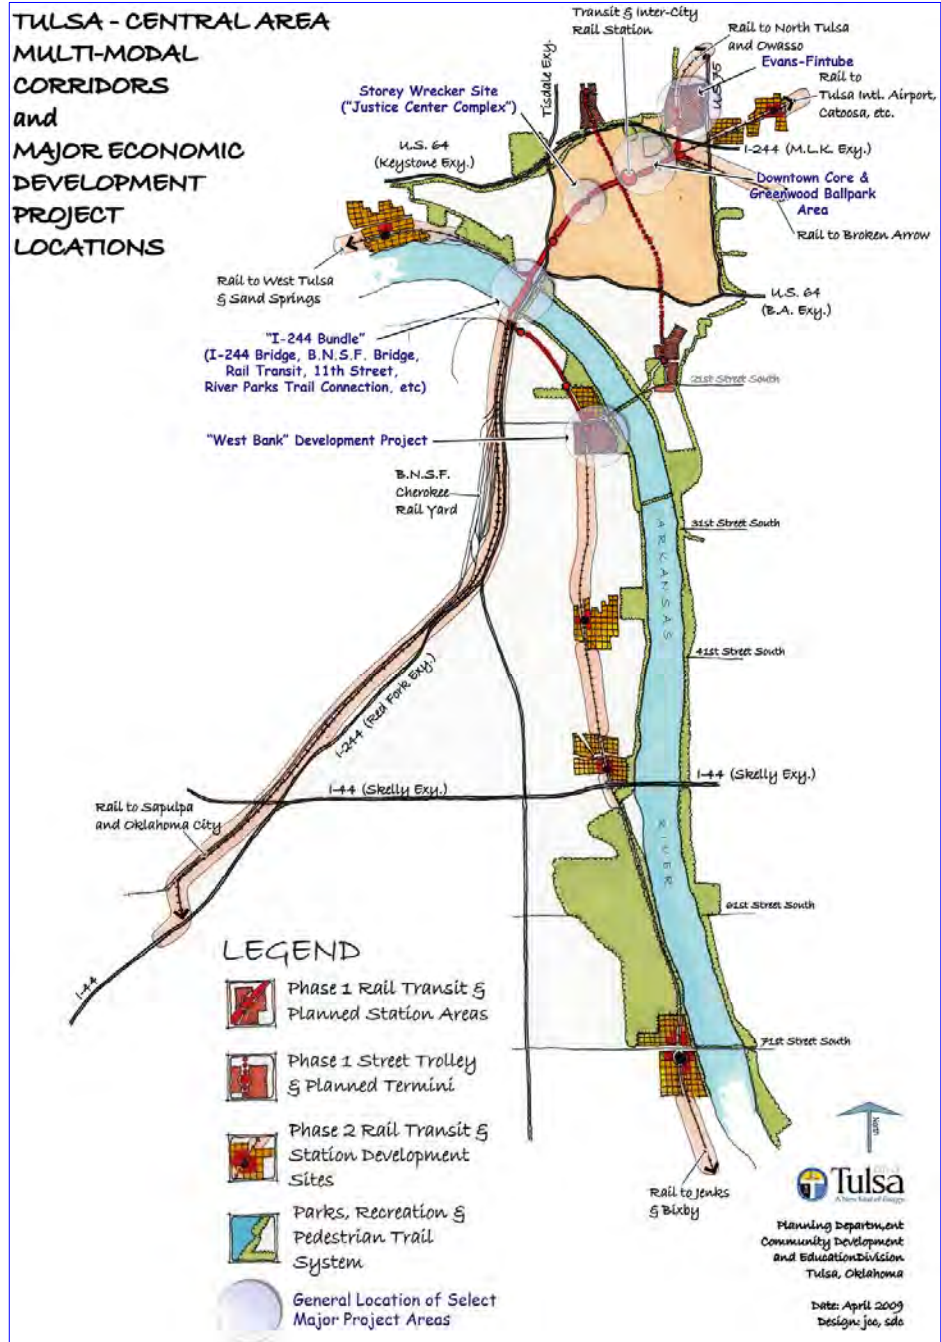 TULSA - CENTRAL AREA
MULTI-MODAL
CORRIDORS
and
MAJOR ECONOMIC
DEVELOPMENT
PROJECT
LOCATIONS
Transit & Inter-City
Rail Station
Rail to North Tulsa
and Owasso
Evans-Fintube
Rail to
Tulsa Intl. Airport,
Catoosa, etc.
Tisdale Exy.
U.S. 75
Storey Wrecker Site
("Justice Center Complex")
U.S. 64
(Keystone Exy.)
I-244 (M.L.K. Exy.)
Downtown Core &
Greenwood Ballpark
Area
Rail to Broken Arrow
Rail to West Tulsa
& Sand Springs
U.S. 64
(B.A. Exy.)
"I-244 Bundle"
(I-244 Bridge, B.N.S.F. Bridge,
Rail Transit, 11th Street,
River Parks Trail Connection, etc)
21st Street South
"West Bank" Development Project
B.N.S.F.
Cherokee
Rail Yard
ARKANSAS
31st Street South
41st Street South
I-244 (Red Fork Exy.)
I-44 (Skelly Exy.)
I-44 (Skelly Exy.)
Rail to Sapulpa
and Oklahoma City
RIVER
61st Street South
I-44
71st Street South
LEGEND
Phase 1 Rail Transit &
Planned Station Areas
Phase 1 Street Trolley
& Planned Termini
Phase 2 Rail Transit &
Station Development
Sites
Parks, Recreation &
Pedestrian Trail
System
General Location of Select
Major Project Areas
Rail to Jenks
& Bixby
North
Tulsa
A New Kind of Energy.
Planning Department
Community Development
and EducationDivision
Tulsa, Oklahoma
Date: April 2009
Design: jcc, sdc